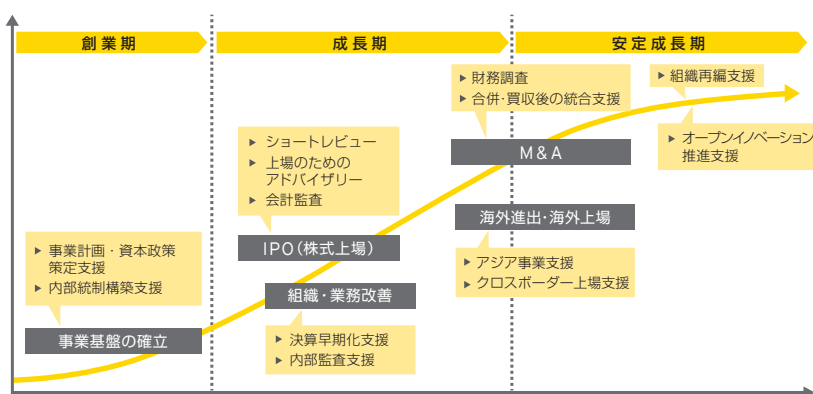 創業期
成長期
安定成長期
▶ 事業計画・資本政策
策定支援
▶ 内部統制構築支援
事業基盤の確立
▶ ショートレビュー
▶ 上場のための
アドバイザリー
▶ 会計監査
IPO（株式上場）
組織・業務改善
▶ 決算早期化支援
▶ 内部監査支援
▶ 財務調査
▶ 合併・買収後の統合支援
M&A
海外進出・海外上場
▶ アジア事業支援
▶ クロスボーダー上場支援
▶ 組織再編支援
▶ オープンイノベーション
推進支援